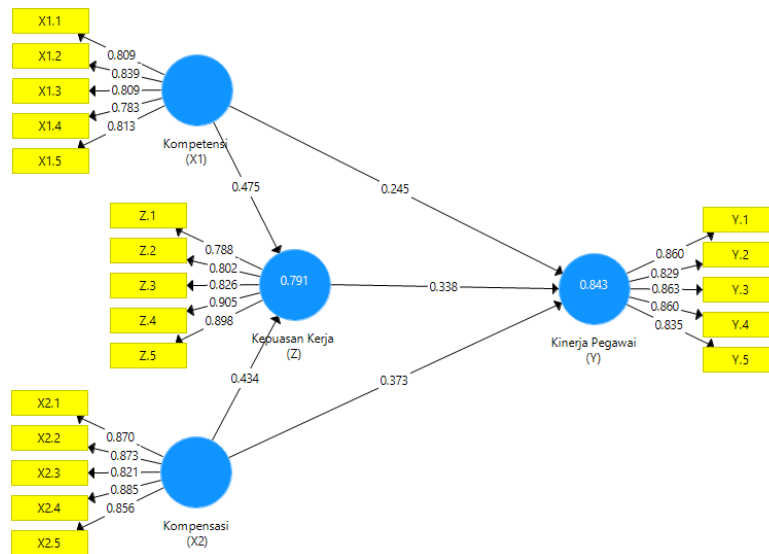 X1.1
X1.2
X1.3
X1.4
X1.5
0.809
0.839
0.809
0.783
0.813
Kompetensi
(X1)
0.475
0.245
Z.1
Z.2
Z.3
Z.4
Z.5
0.788
0.802
0.826
0.905
0.898
0.791
Kepuasan Kerja
(Z)
0.338
0.843
Kinerja Pegawai
(Y)
0.860
0.829
0.863
0.860
0.835
Y.1
Y.2
Y.3
Y.4
Y.5
0.434
0.373
X2.1
X2.2
X2.3
X2.4
X2.5
0.870
0.873
0.821
0.885
0.856
Kompensasi
(X2)